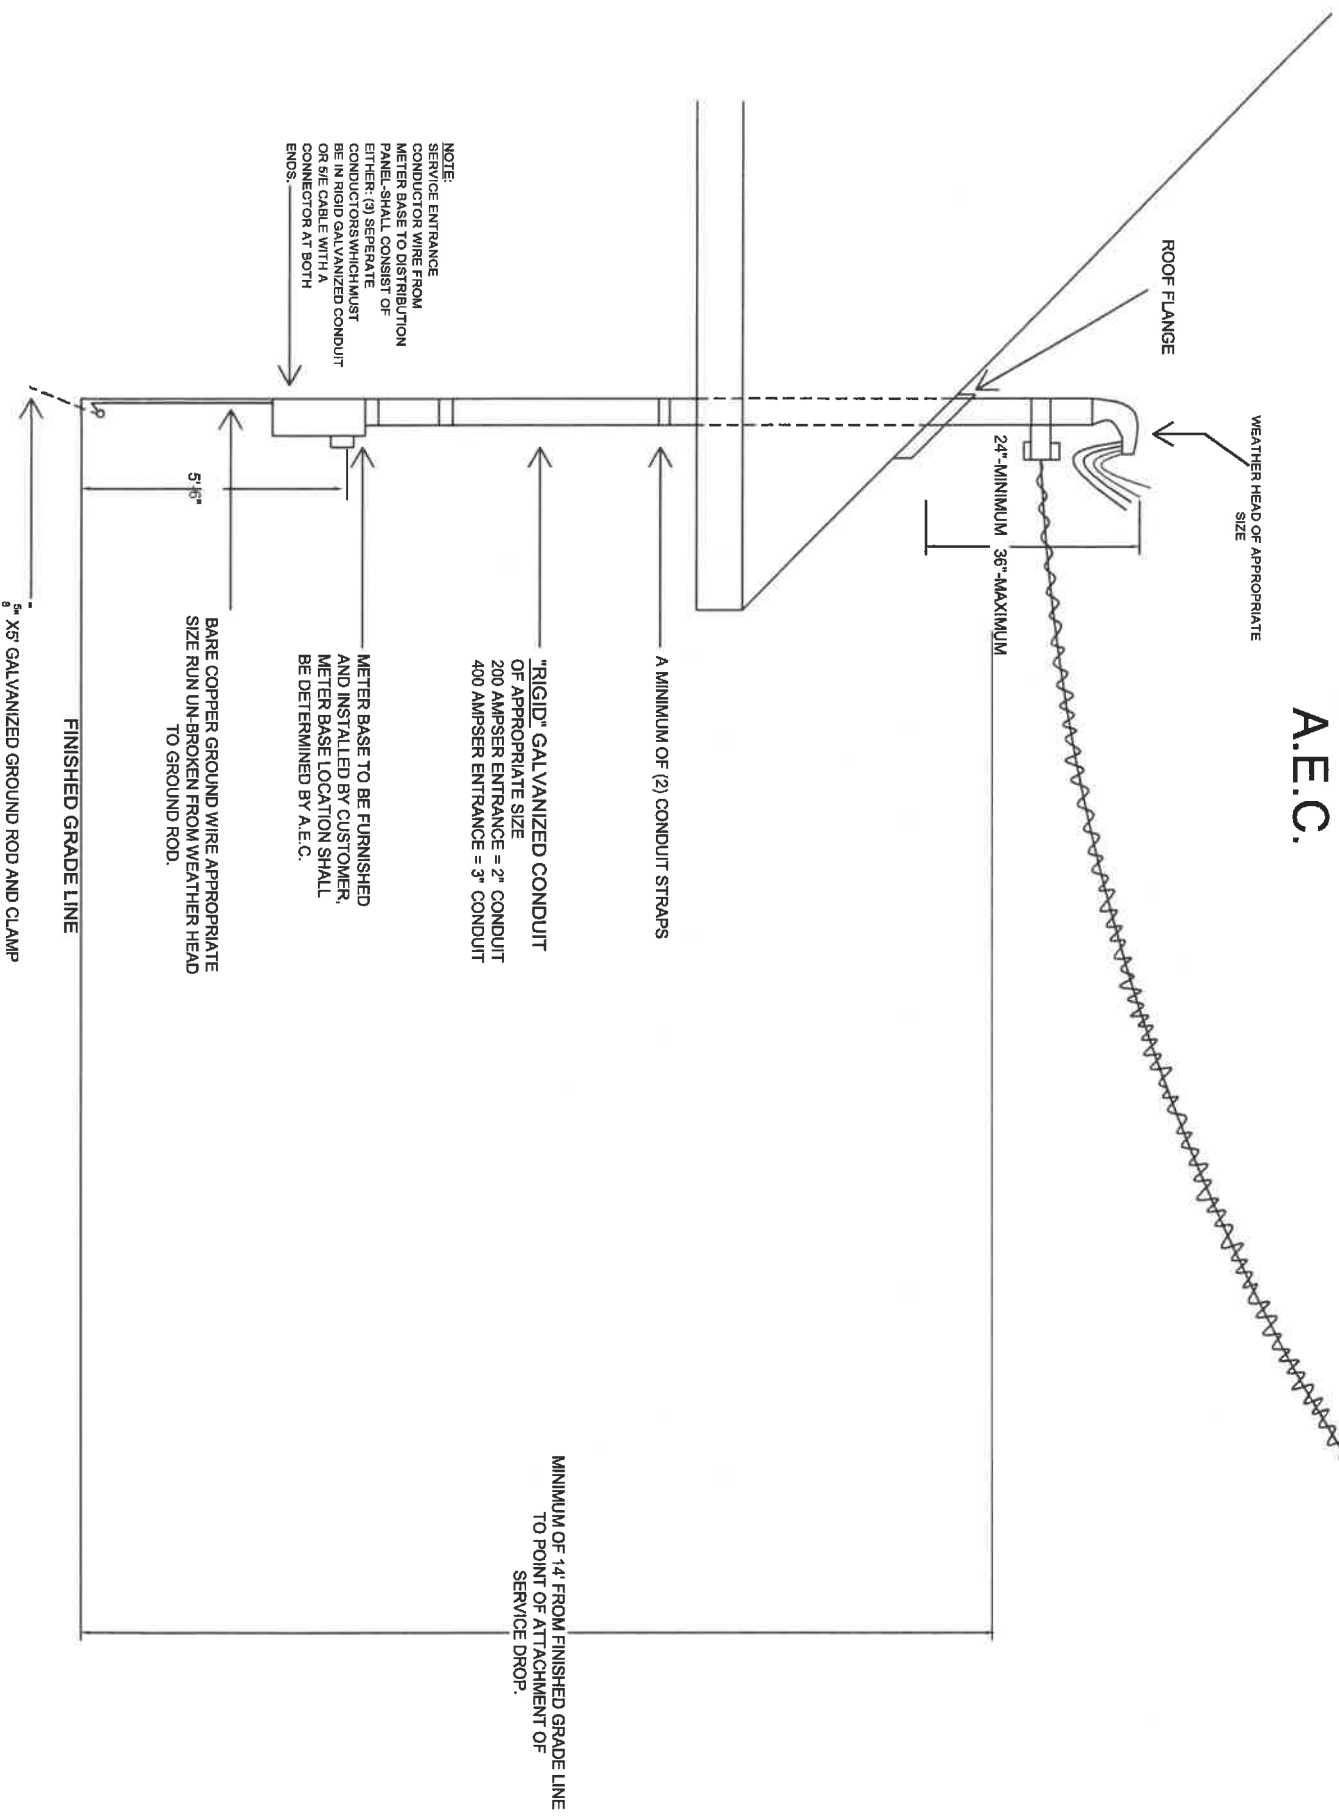 A.E.C.
WEATHER HEAD OF APPROPRIATE
SIZE
ROOF FLANGE
24"-MINIMUM 36"-MAXIMUM
A MINIMUM OF (2) CONDUIT STRAPS
"RIGID" GALVANIZED CONDUIT
OF APPROPRIATE SIZE
200 AMPSER ENTRANCE = 2" CONDUIT
400 AMPSER ENTRANCE = 3" CONDUIT
MINIMUM OF 14' FROM FINISHED GRADE LINE
TO POINT OF ATTACHMENT OF
SERVICE DROP.
NOTE:
SERVICE ENTRANCE
CONDUCTOR WIRE FROM
METER BASE TO DISTRIBUTION
PANEL-SHALL CONSIST OF
EITHER: (3) SEPERATE
CONDUCTORS WHICH MUST
BE IN RIGID GALVANIZED CONDUIT
OR S/E CABLE WITH A
CONNECTOR AT BOTH
ENDS.
METER BASE TO BE FURNISHED
AND INSTALLED BY CUSTOMER,
METER BASE LOCATION SHALL
BE DETERMINED BY A.E.C.
5'-6"
BARE COPPER GROUND WIRE APPROPRIATE
SIZE RUN UN-BROKEN FROM WEATHER HEAD
TO GROUND ROD.
FINISHED GRADE LINE
5/8" X5' GALVANIZED GROUND ROD AND CLAMP